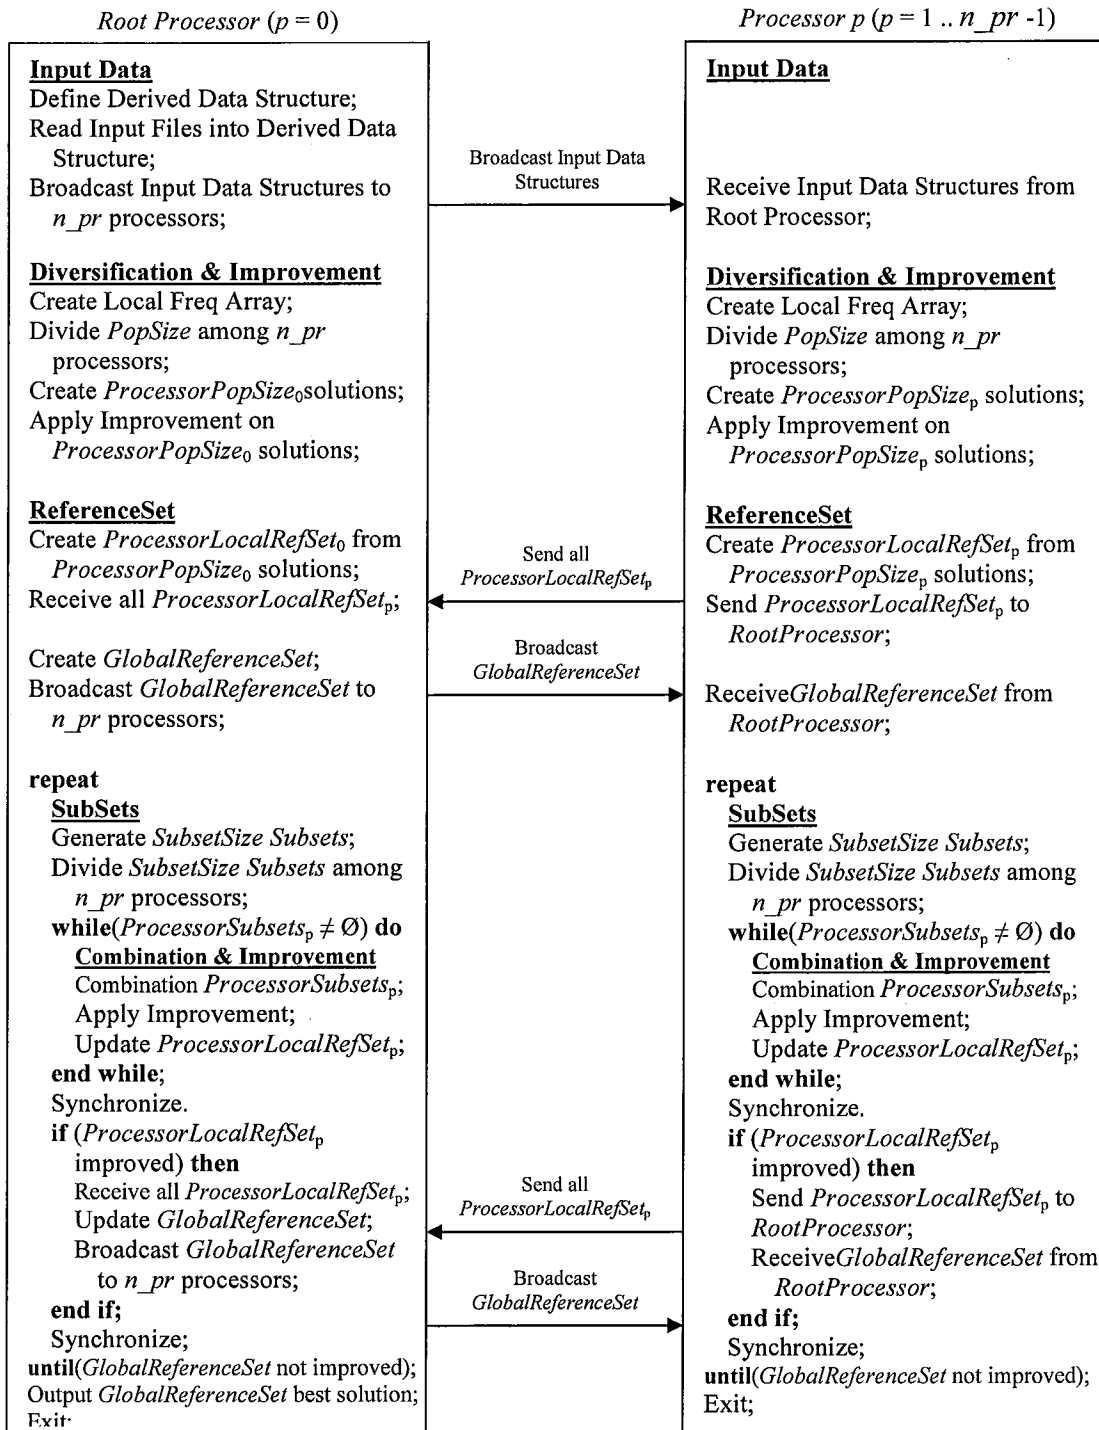 Root Processor (p = 0)
Input Data
Define Derived Data Structure;
Read Input Files into Derived Data
Structure;
Broadcast Input Data Structures to
n_pr processors;
Diversification & Improvement
Create Local Freq Array;
Divide PopSize among n_pr
processors;
Create ProcessorPopSize₀solutions;
Apply Improvement on
ProcessorPopSize₀ solutions;
ReferenceSet
Create ProcessorLocalRefSet₀ from
ProcessorPopSize₀ solutions;
Receive all ProcessorLocalRefSetₚ;
Create GlobalReferenceSet;
Broadcast GlobalReferenceSet to
n_pr processors;
repeat
SubSets
Generate SubsetSize Subsets;
Divide SubsetSize Subsets among
n_pr processors;
while(ProcessorSubsetsₚ ≠ Ø) do
Combination & Improvement
Combination ProcessorSubsetsₚ;
Apply Improvement;
Update ProcessorLocalRefSetₚ;
end while;
Synchronize.
if (ProcessorLocalRefSetₚ
improved) then
Receive all ProcessorLocalRefSetₚ;
Update GlobalReferenceSet;
Broadcast GlobalReferenceSet
to n_pr processors;
end if;
Synchronize;
until(GlobalReferenceSet not improved);
Output GlobalReferenceSet best solution;
Exit;
Broadcast Input Data
Structures
Send all
ProcessorLocalRefSetₚ
Broadcast
GlobalReferenceSet
Send all
ProcessorLocalRefSetₚ
Broadcast
GlobalReferenceSet
Processor p (p = 1 .. n_pr -1)
Input Data
Receive Input Data Structures from
Root Processor;
Diversification & Improvement
Create Local Freq Array;
Divide PopSize among n_pr
processors;
Create ProcessorPopSizeₚ solutions;
Apply Improvement on
ProcessorPopSizeₚ solutions;
ReferenceSet
Create ProcessorLocalRefSetₚ from
ProcessorPopSizeₚ solutions;
Send ProcessorLocalRefSetₚ to
RootProcessor;
ReceiveGlobalReferenceSet from
RootProcessor;
repeat
SubSets
Generate SubsetSize Subsets;
Divide SubsetSize Subsets among
n_pr processors;
while(ProcessorSubsetsₚ ≠ Ø) do
Combination & Improvement
Combination ProcessorSubsetsₚ;
Apply Improvement;
Update ProcessorLocalRefSetₚ;
end while;
Synchronize.
if (ProcessorLocalRefSetₚ
improved) then
Send ProcessorLocalRefSetₚ to
RootProcessor;
ReceiveGlobalReferenceSet from
RootProcessor;
end if;
Synchronize;
until(GlobalReferenceSet not improved);
Exit;